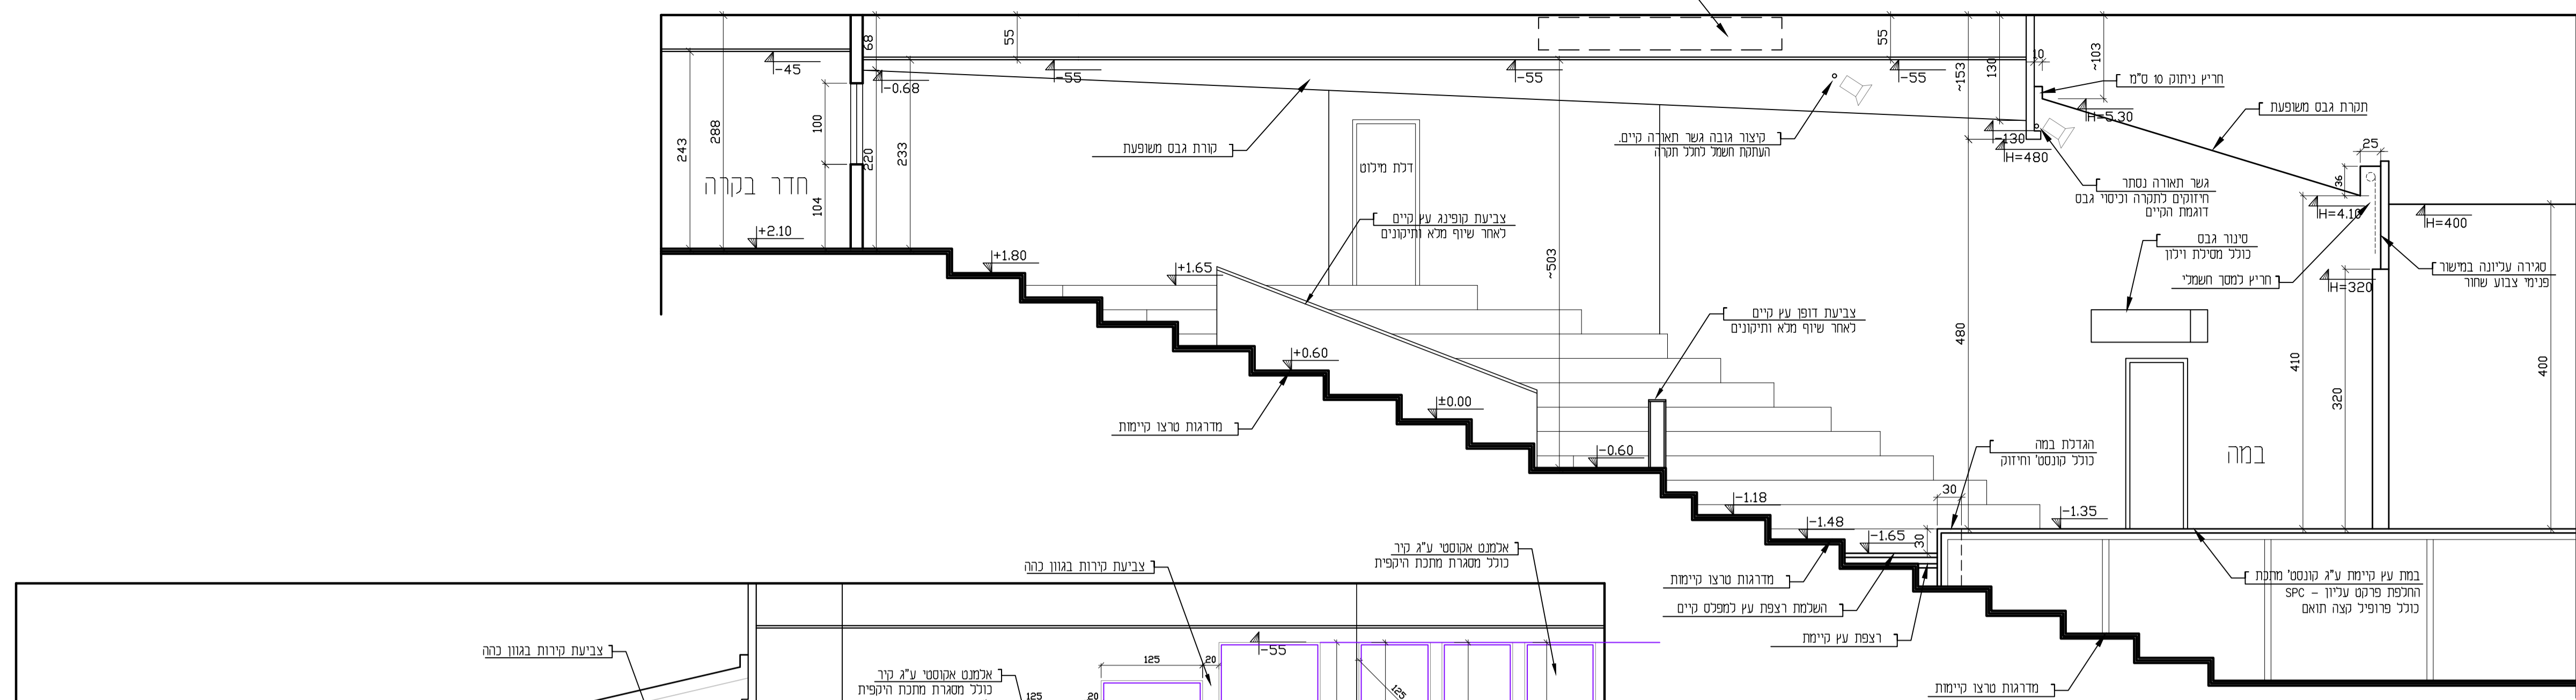 68
55
55
10
~103
-45
-0.68
-55
-55
-55
~153
130
חריץ ניתוק 10 ס"מ
תקרת גבס משופעת
H=5.30
243
288
100
220
233
104
חדר בקרה
קורת גבס משופעת
דלת מילוט
קיצור גובה גשר תאורה קיים.
העתקת חשמל לחלל תקרה
-130
H=480
25
36
גשר תאורה נסתר
חיזוקים לתקרה וכיסוי גבס
דוגמת הקיים
H=4.10
H=400
+2.10
צביעת קופינג עץ קיים
לאחר שיוף מלא ותיקונים
סינור גבס
כולל מסילת וילון
+1.80
+1.65
~503
חריץ למסך חשמלי
H=320
סגירה עליונה במישור
פנימי צבוע שחור
צביעת דופן עץ קיים
לאחר שיוף מלא ותיקונים
480
+0.60
410
320
400
±0.00
מדרגות טרצו קיימות
-0.60
הגדלת במה
כולל קונסט' וחיזוק
במה
30
-1.18
-1.48
-1.65
30
-1.35
צביעת קירות בגוון כהה
אלמנט אקוסטי ע"ג קיר
כולל מסגרת מתכת היקפית
מדרגות טרצו קיימות
השלמת רצפת עץ למפלס קיים
רצפת עץ קיימת
במת עץ קיימת ע"ג קונסט' מתכת
החלפת פרקט עליון - SPC
כולל פרופיל קצה תואם
מדרגות טרצו קיימות
צביעת קירות בגוון כהה
-55
125
20
אלמנט אקוסטי ע"ג קיר
כולל מסגרת מתכת היקפית
125
20
125